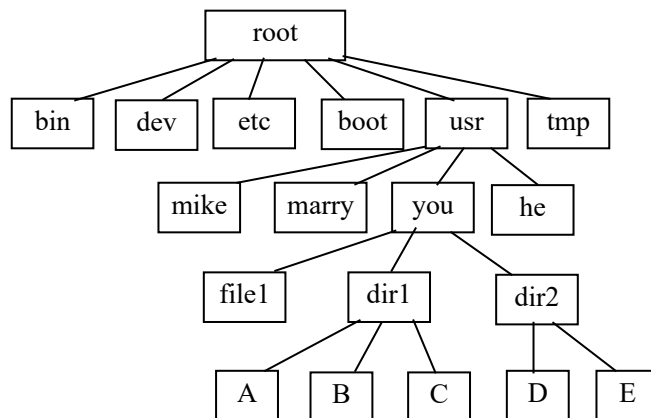 root
bin dev etc boot usr tmp
mike marry you he
file1 dir1 dir2
A B C D E